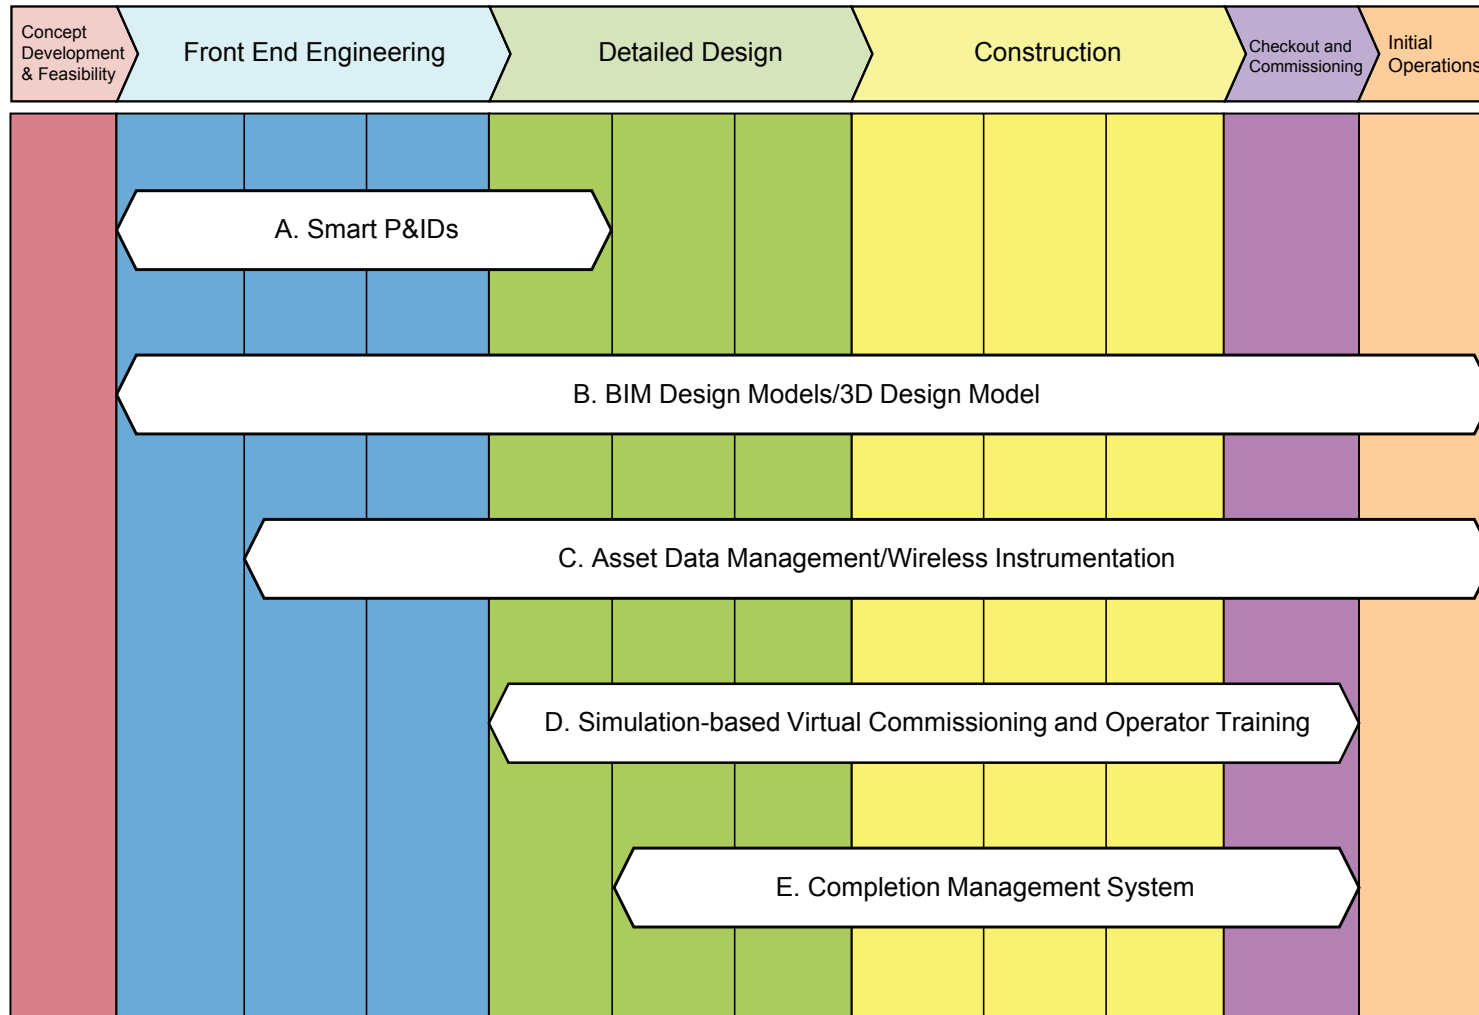 Concept
Development
& Feasibility
Front End Engineering
Detailed Design
Construction
Checkout and
Commissioning
Initial
Operations
A. Smart P&IDs
B. BIM Design Models/3D Design Model
C. Asset Data Management/Wireless Instrumentation
D. Simulation-based Virtual Commissioning and Operator Training
E. Completion Management System